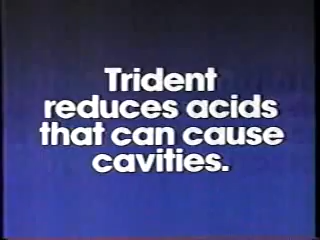 Trident
reduces acids
that can cause
cavities.